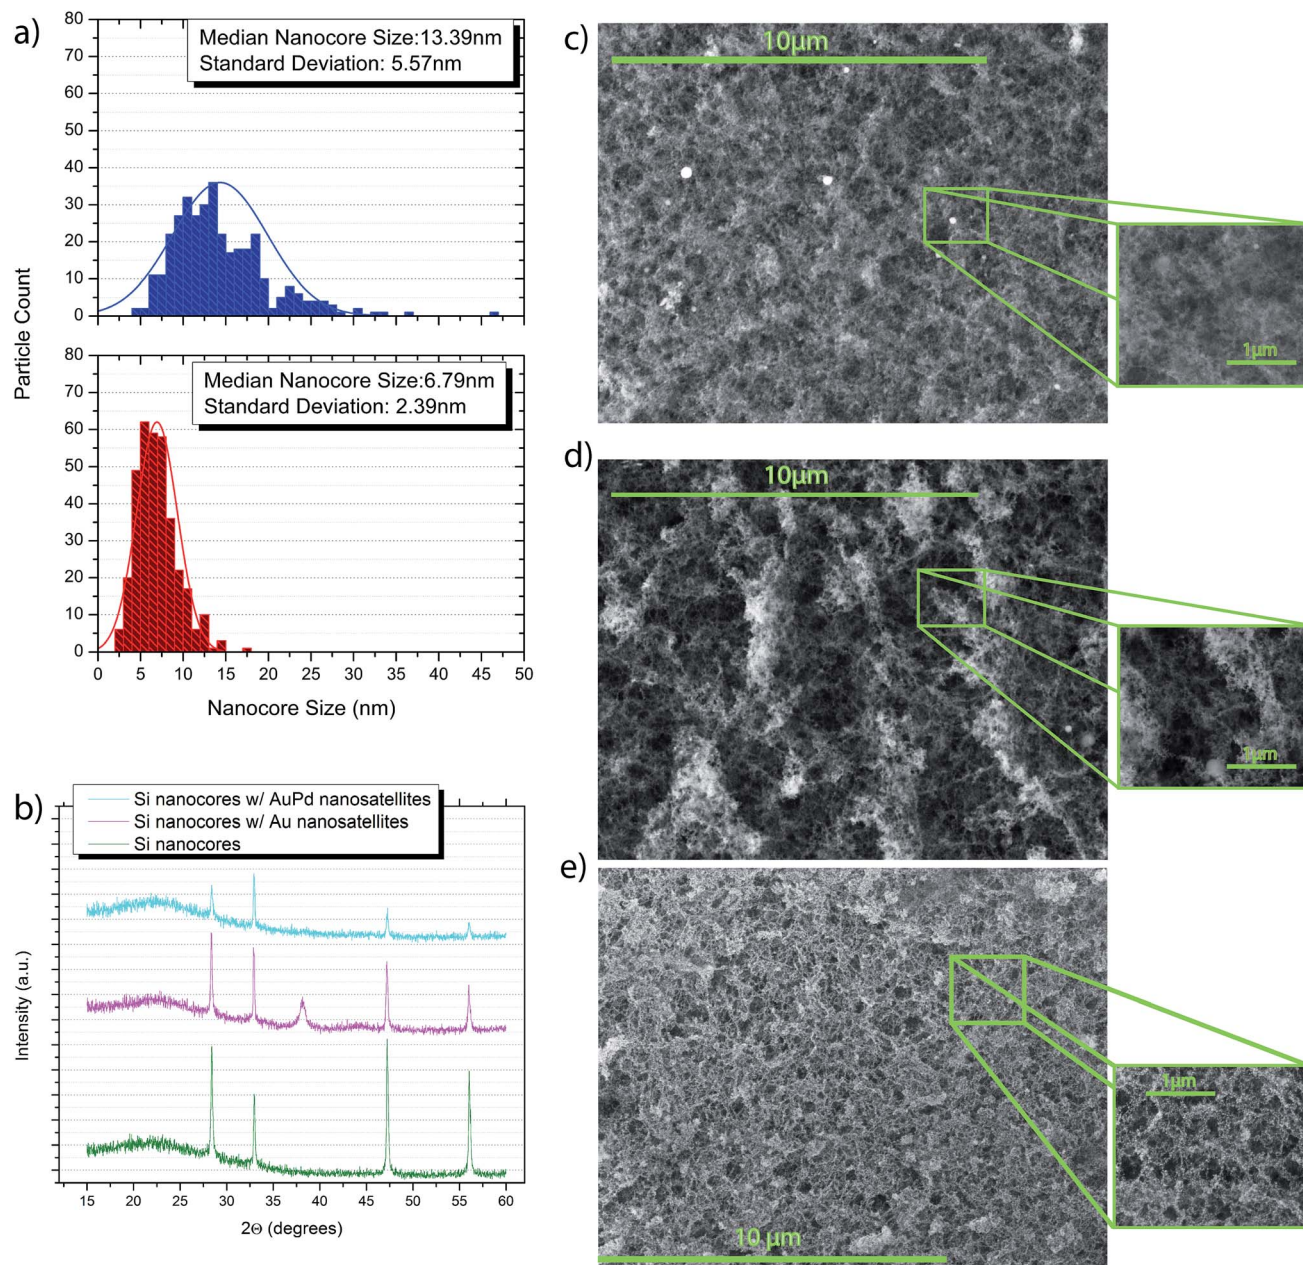 a)
80
70
60
50
40
30
20
10
0
Median Nanocore Size:13.39nm
Standard Deviation: 5.57nm
Particle Count
80
70
60
50
40
30
20
10
0
Median Nanocore Size:6.79nm
Standard Deviation: 2.39nm
0 5 10 15 20 25 30 35 40 45 50
Nanocore Size (nm)
b)
Si nanocores w/ AuPd nanosatellites
Si nanocores w/ Au nanosatellites
Si nanocores
Intensity (a.u.)
15 20 25 30 35 40 45 50 55 60
2Θ (degrees)
c)
10μm
1μm
d)
10μm
1μm
e)
1μm
10 μm